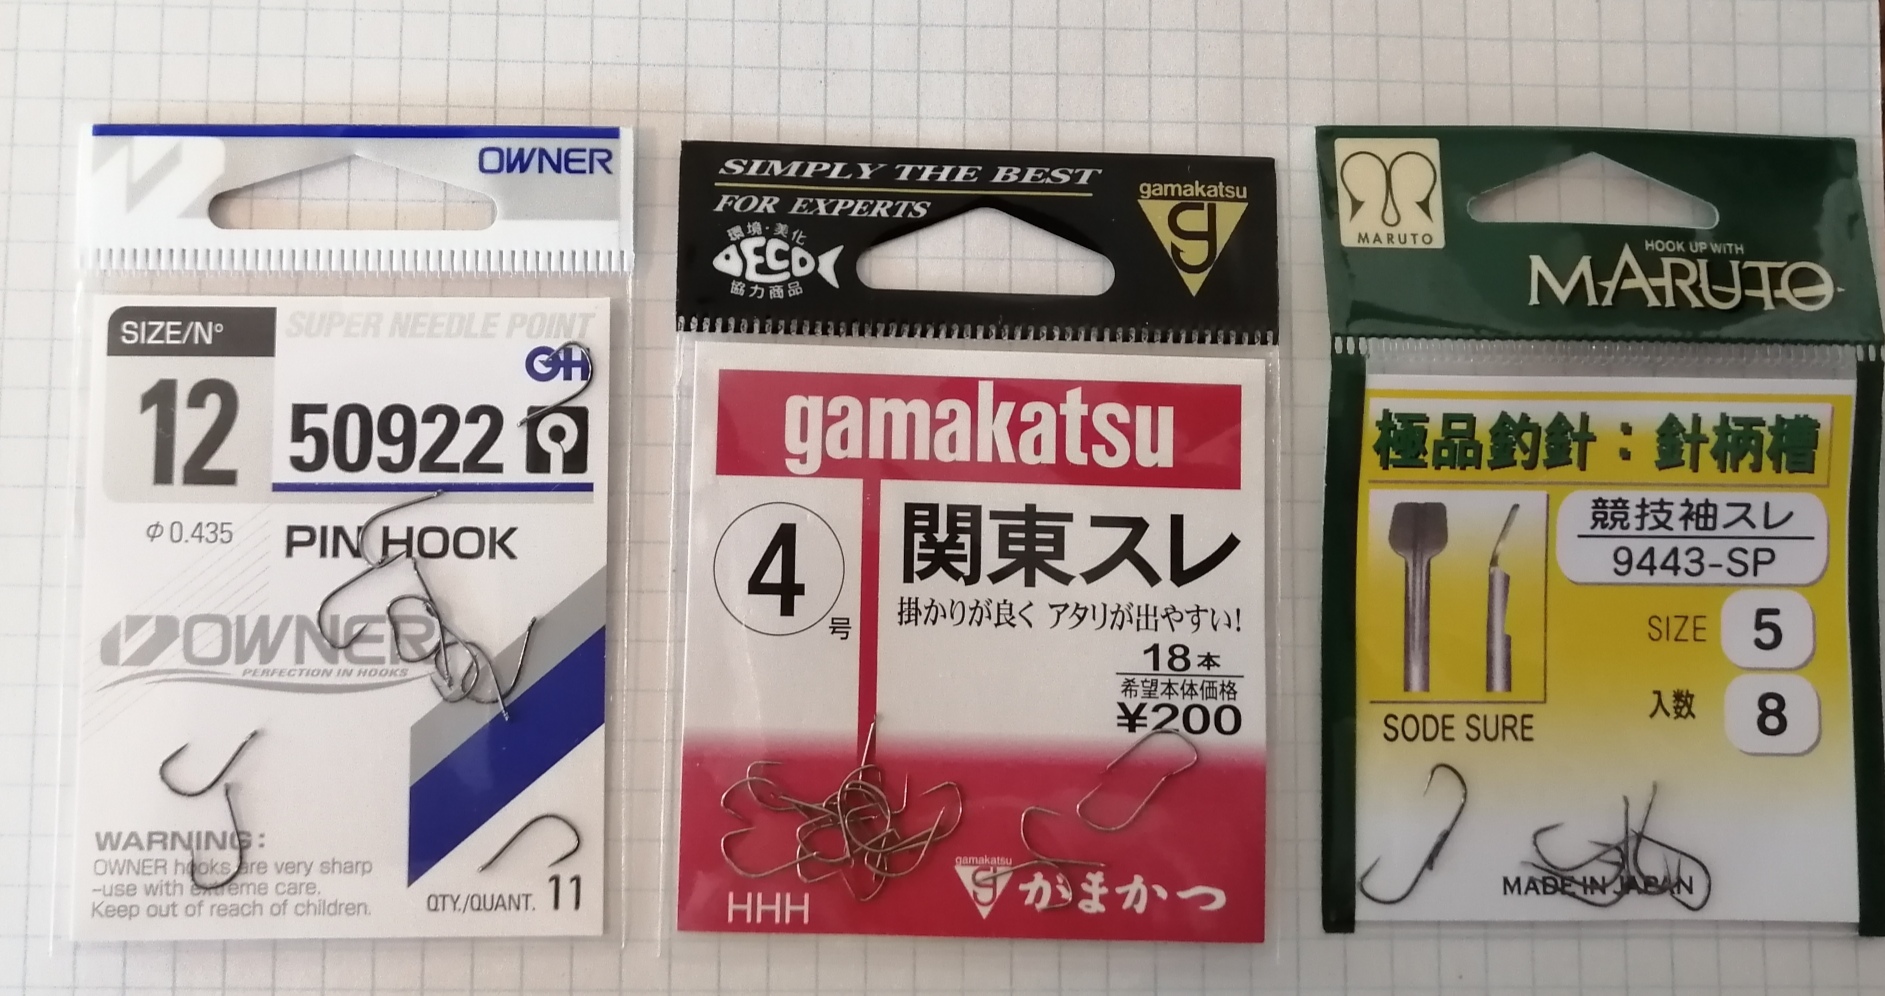 OWNER
SIZE/Nº
12
SUPER NEEDLE POINT
GH
50922
φ0.435
PIN HOOK
OWNER
PERFECTION IN HOOKS
WARNING:
OWNER hooks are very sharp
-use with extreme care.
Keep out of reach of children.
QTY./QUANT. 11
SIMPLY THE BEST
FOR EXPERTS
環境・美化
ECO
協力商品
gamakatsu
g
gamakatsu
4号
関東スレ
掛かりが良く アタリが出やすい!
18本
希望本体価格
¥200
HHH
gamakatsu
g
がまかつ
MARUTO
HOOK UP WITH
MARUTO
極品釣針：針柄槽
競技袖スレ
9443-SP
SIZE 5
入数 8
SODE SURE
MADE IN JAPAN